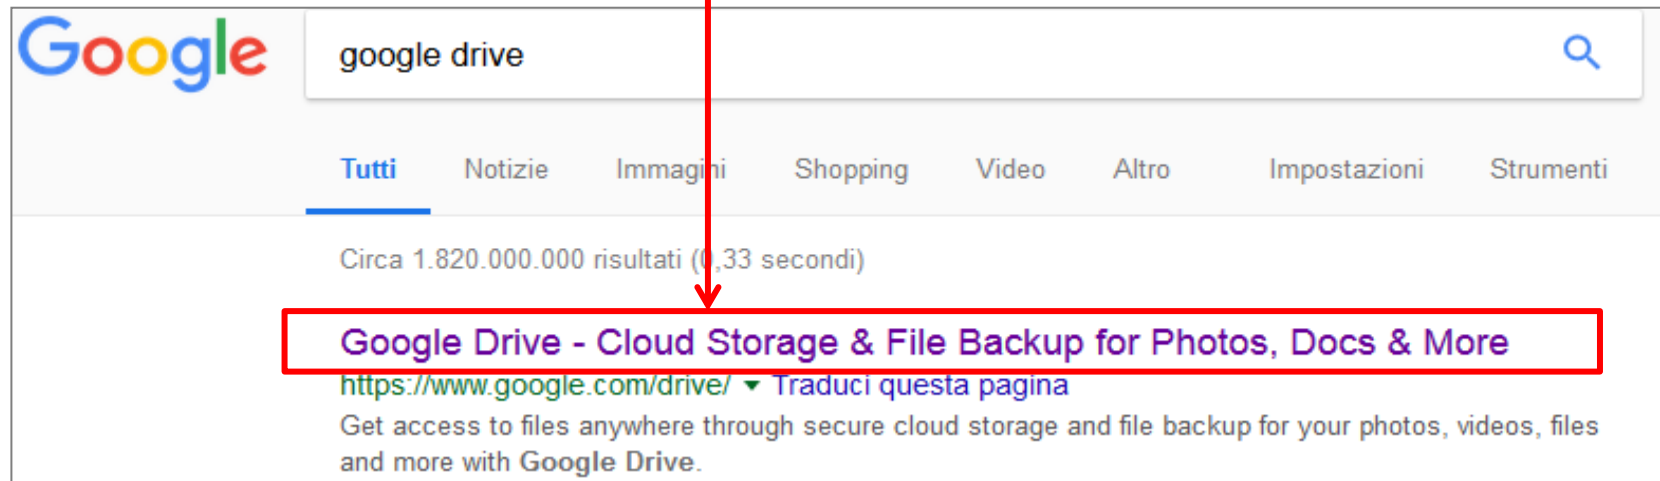 Google
google drive
Tutti Notizie Immagini Shopping Video Altro Impostazioni Strumenti
Circa 1.820.000.000 risultati (0,33 secondi)
Google Drive - Cloud Storage & File Backup for Photos, Docs & More
https://www.google.com/drive/ ▾ Traduci questa pagina
Get access to files anywhere through secure cloud storage and file backup for your photos, videos, files
and more with Google Drive.